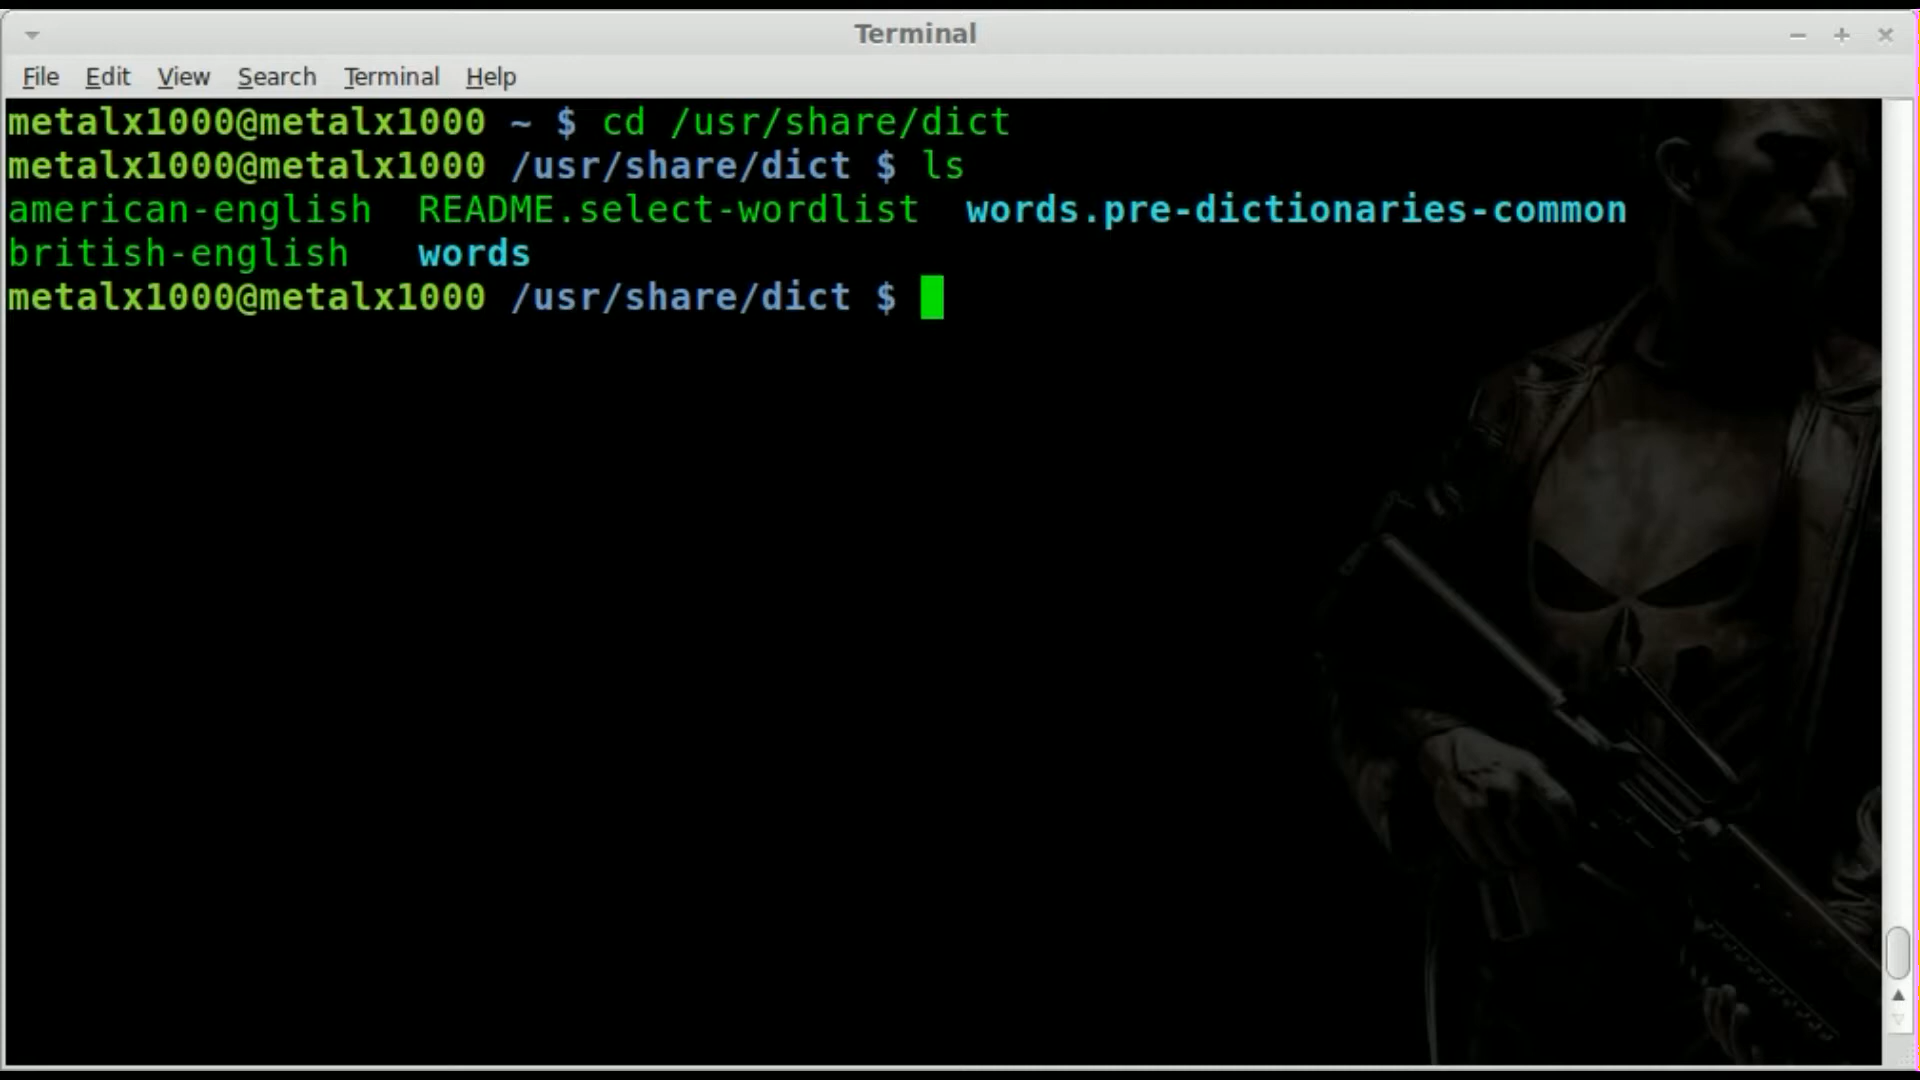 Terminal
File Edit View Search Terminal Help
metalx1000@metalx1000 ~ $ cd /usr/share/dict
metalx1000@metalx1000 /usr/share/dict $ ls
american-english README.select-wordlist words.pre-dictionaries-common
british-english words
metalx1000@metalx1000 /usr/share/dict $